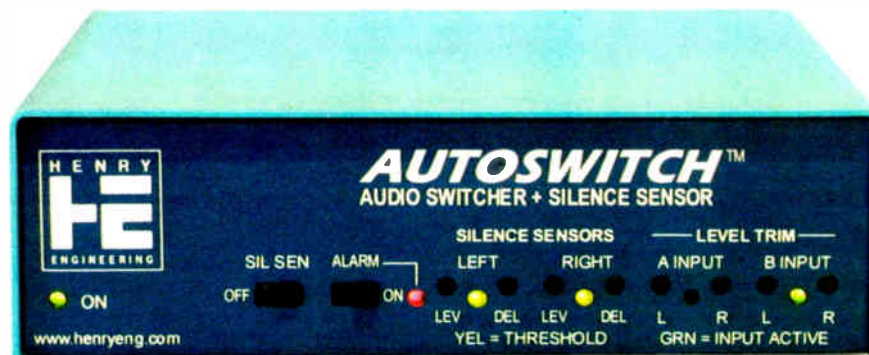 HENRY
HE
ENGINEERING
AUTOSWITCH™
AUDIO SWITCHER + SILENCE SENSOR
SILENCE SENSORS LEVEL TRIM
SIL SEN ALARM LEFT RIGHT A INPUT B INPUT
ON OFF ON
LEV DEL LEV DEL L R L R
www.henryeng.com YEL = THRESHOLD GRN = INPUT ACTIVE